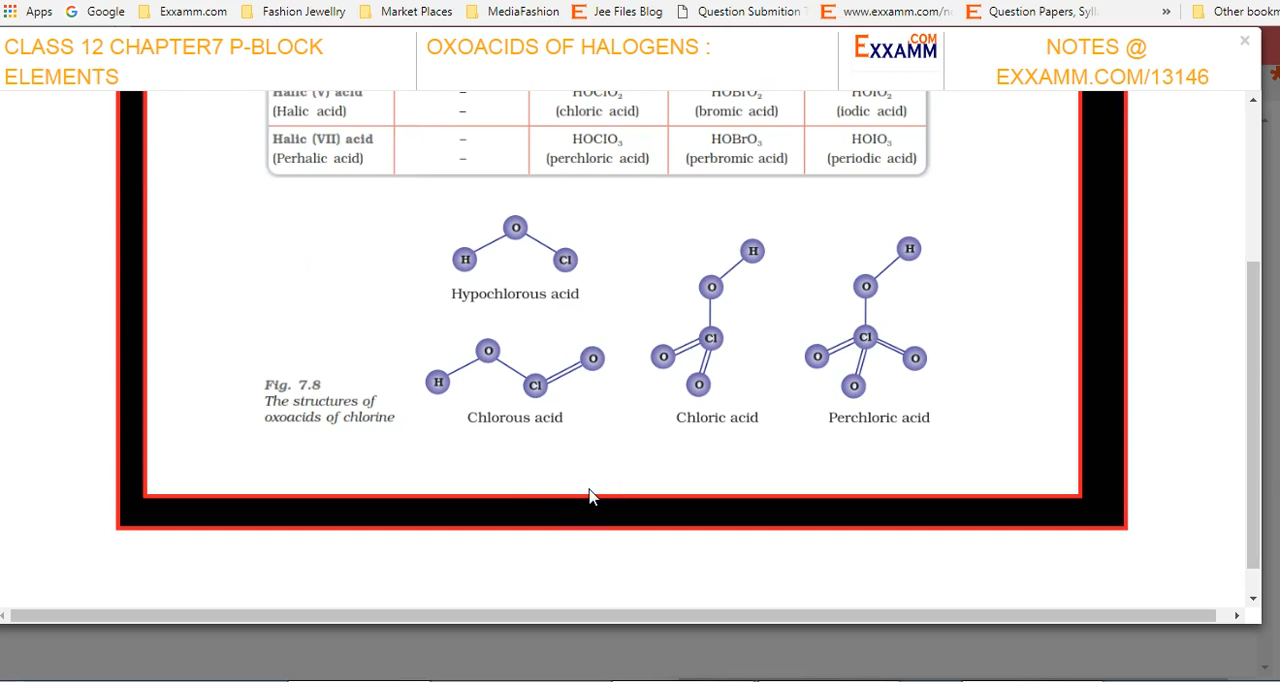 Apps Google Exxamm.com Fashion Jewellry Market Places MediaFashion Jee Files Blog Question Submition www.exxamm.com/n Question Papers, Syll » Other bookm
CLASS 12 CHAPTER7 P-BLOCK ELEMENTS
OXOACIDS OF HALOGENS :
EXXAMM .COM
NOTES @ EXXAMM.COM/13146
×
Halic (V) acid – HOClO2 HOBrO2 HOIO2
(Halic acid) – (chloric acid) (bromic acid) (iodic acid)
Halic (VII) acid – HOClO3 HOBrO3 HOIO3
(Perhalic acid) – (perchloric acid) (perbromic acid) (periodic acid)
H O Cl
Hypochlorous acid
H O Cl O
Chlorous acid
H O Cl O O
Chloric acid
H O Cl O O O
Perchloric acid
Fig. 7.8
The structures of
oxoacids of chlorine